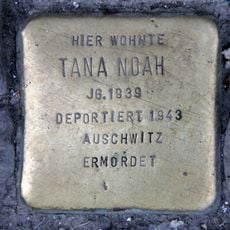 HIER WOHNTE
TANA NOAH
JG. 1939
DEPORTIERT 1943
AUSCHWITZ
ERMORDET